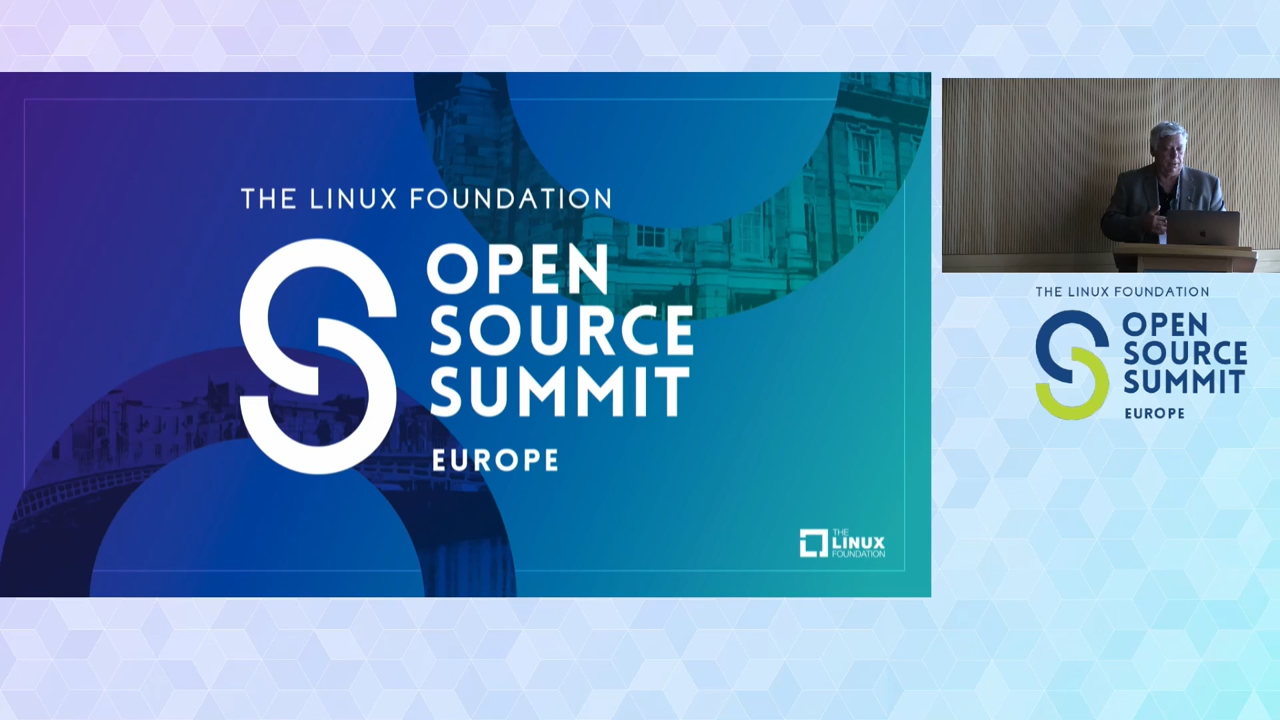 THE LINUX FOUNDATION
OPEN
SOURCE
SUMMIT
EUROPE
THE
LINUX
FOUNDATION
THE LINUX FOUNDATION
OPEN
SOURCE
SUMMIT
EUROPE